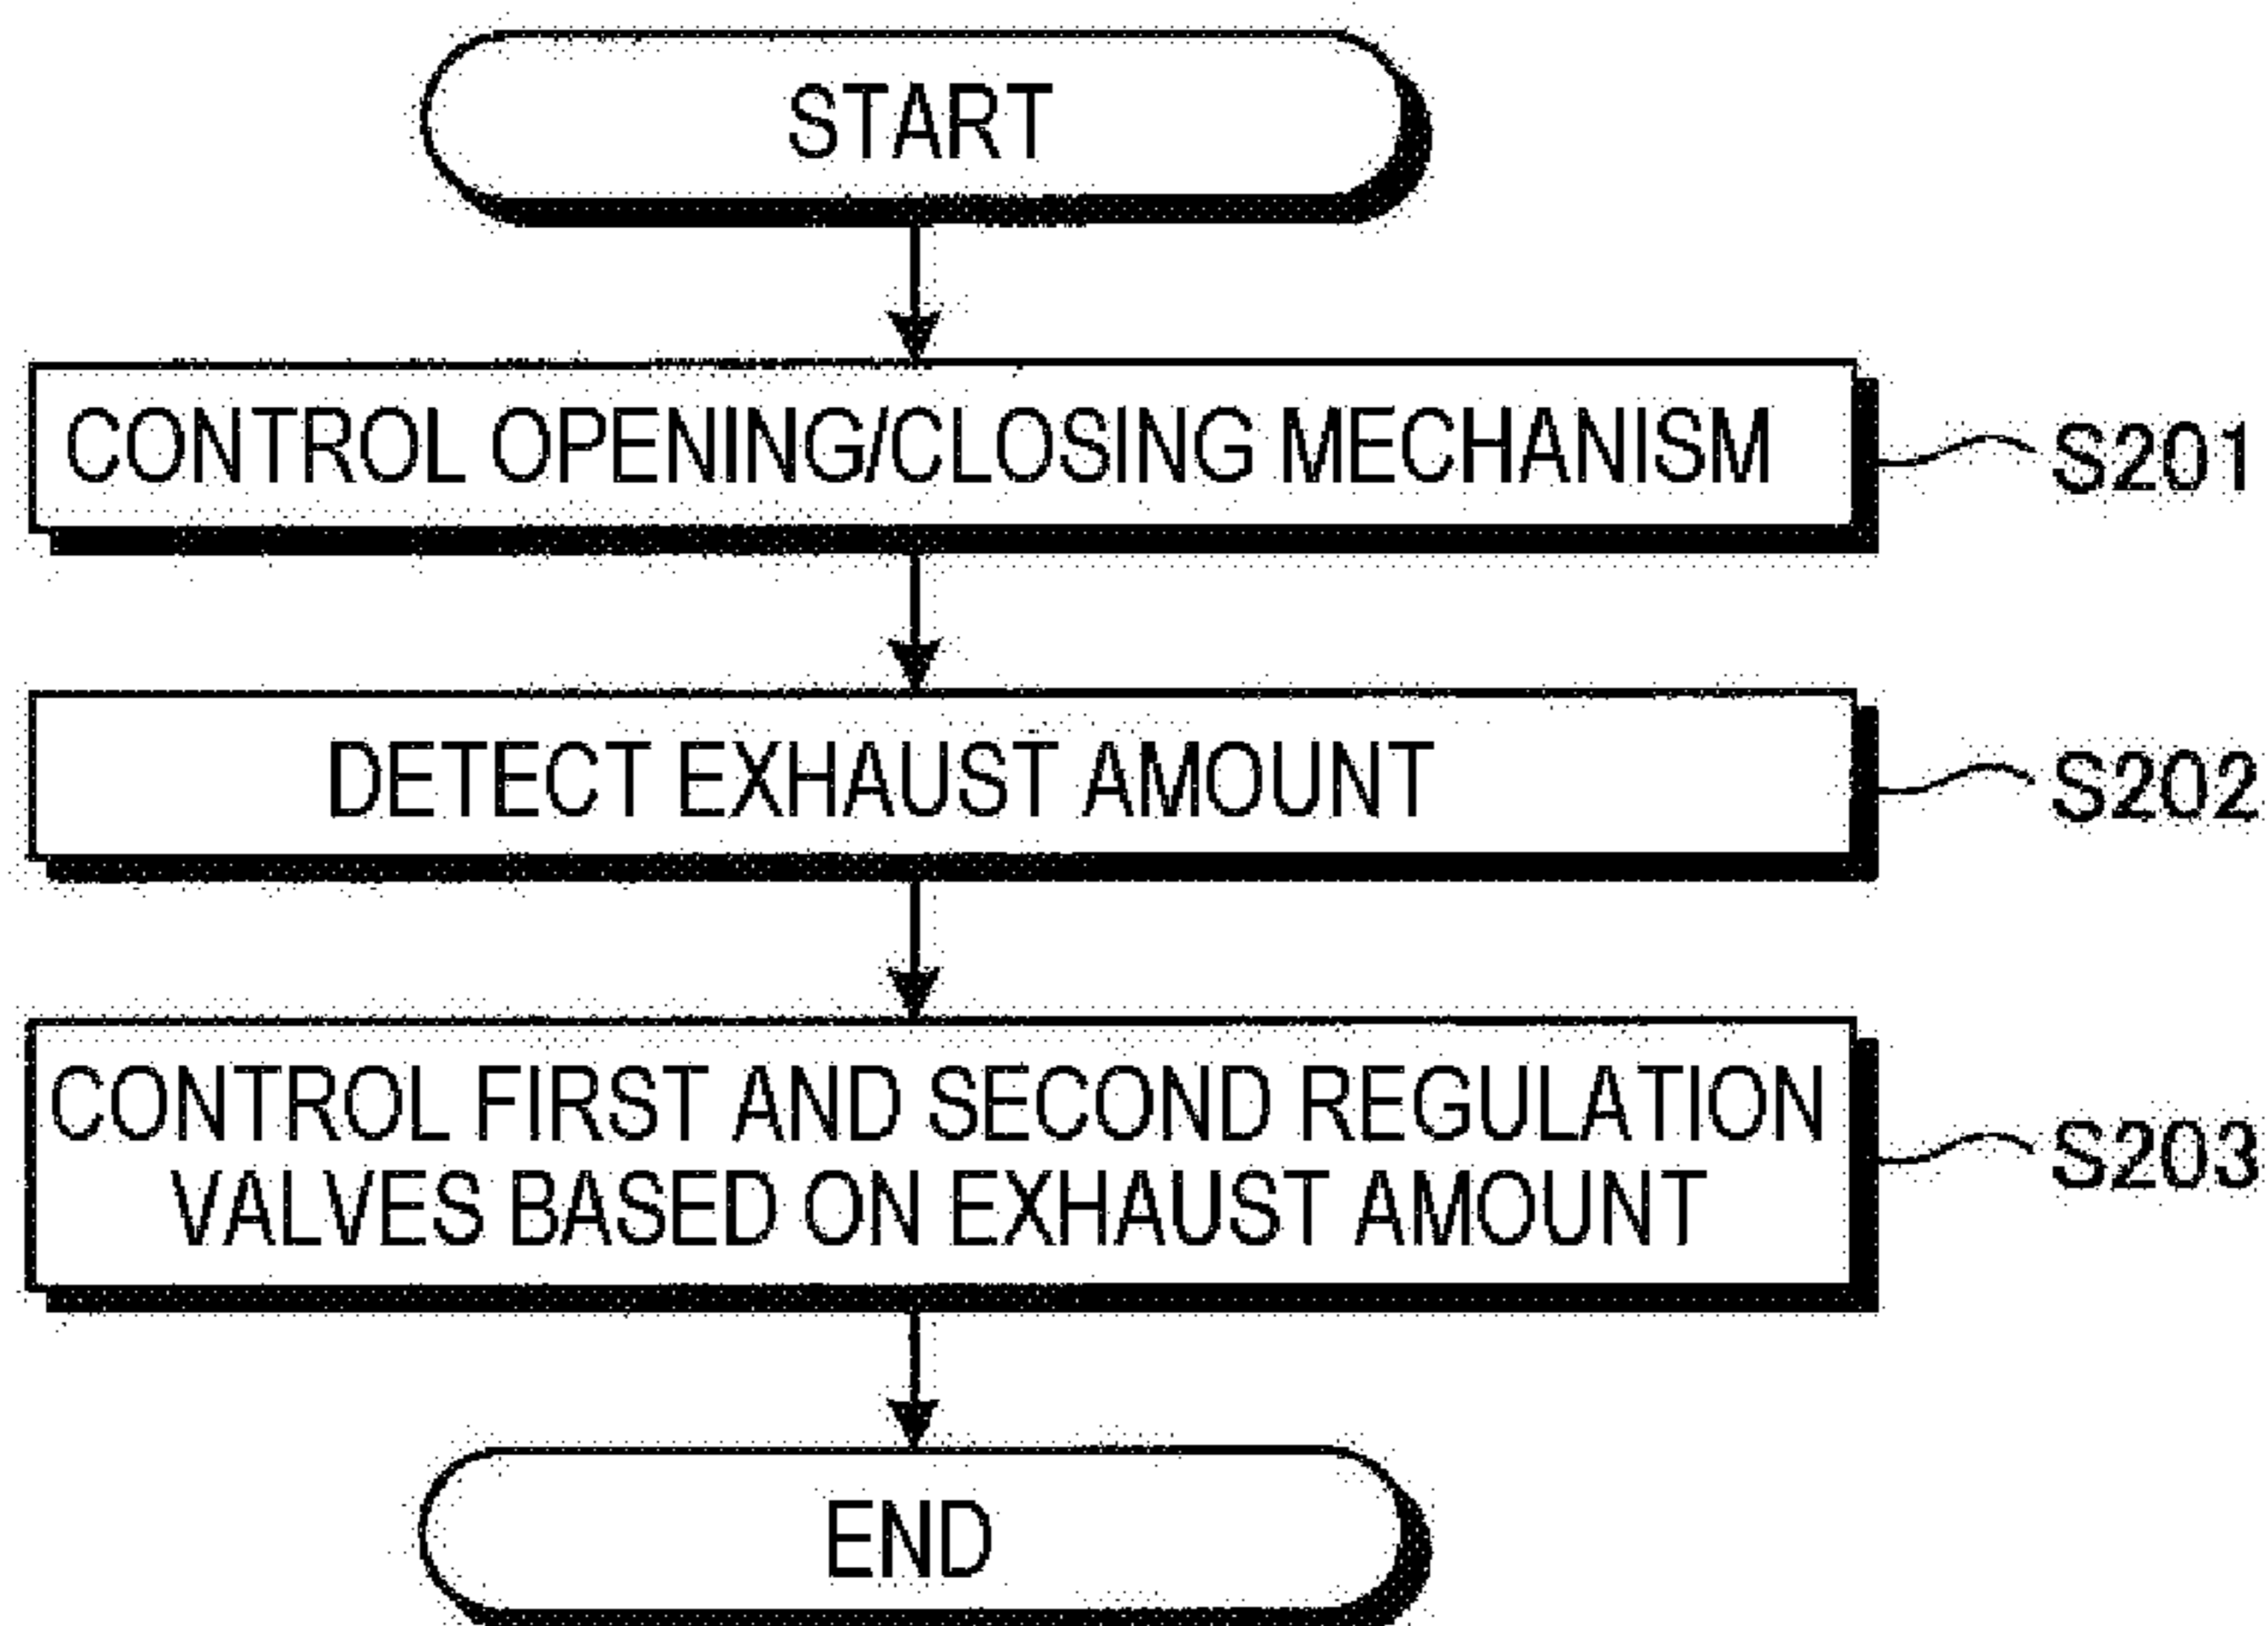 START
CONTROL OPENING/CLOSING MECHANISM
S201
DETECT EXHAUST AMOUNT
S202
CONTROL FIRST AND SECOND REGULATION
VALVES BASED ON EXHAUST AMOUNT
S203
END